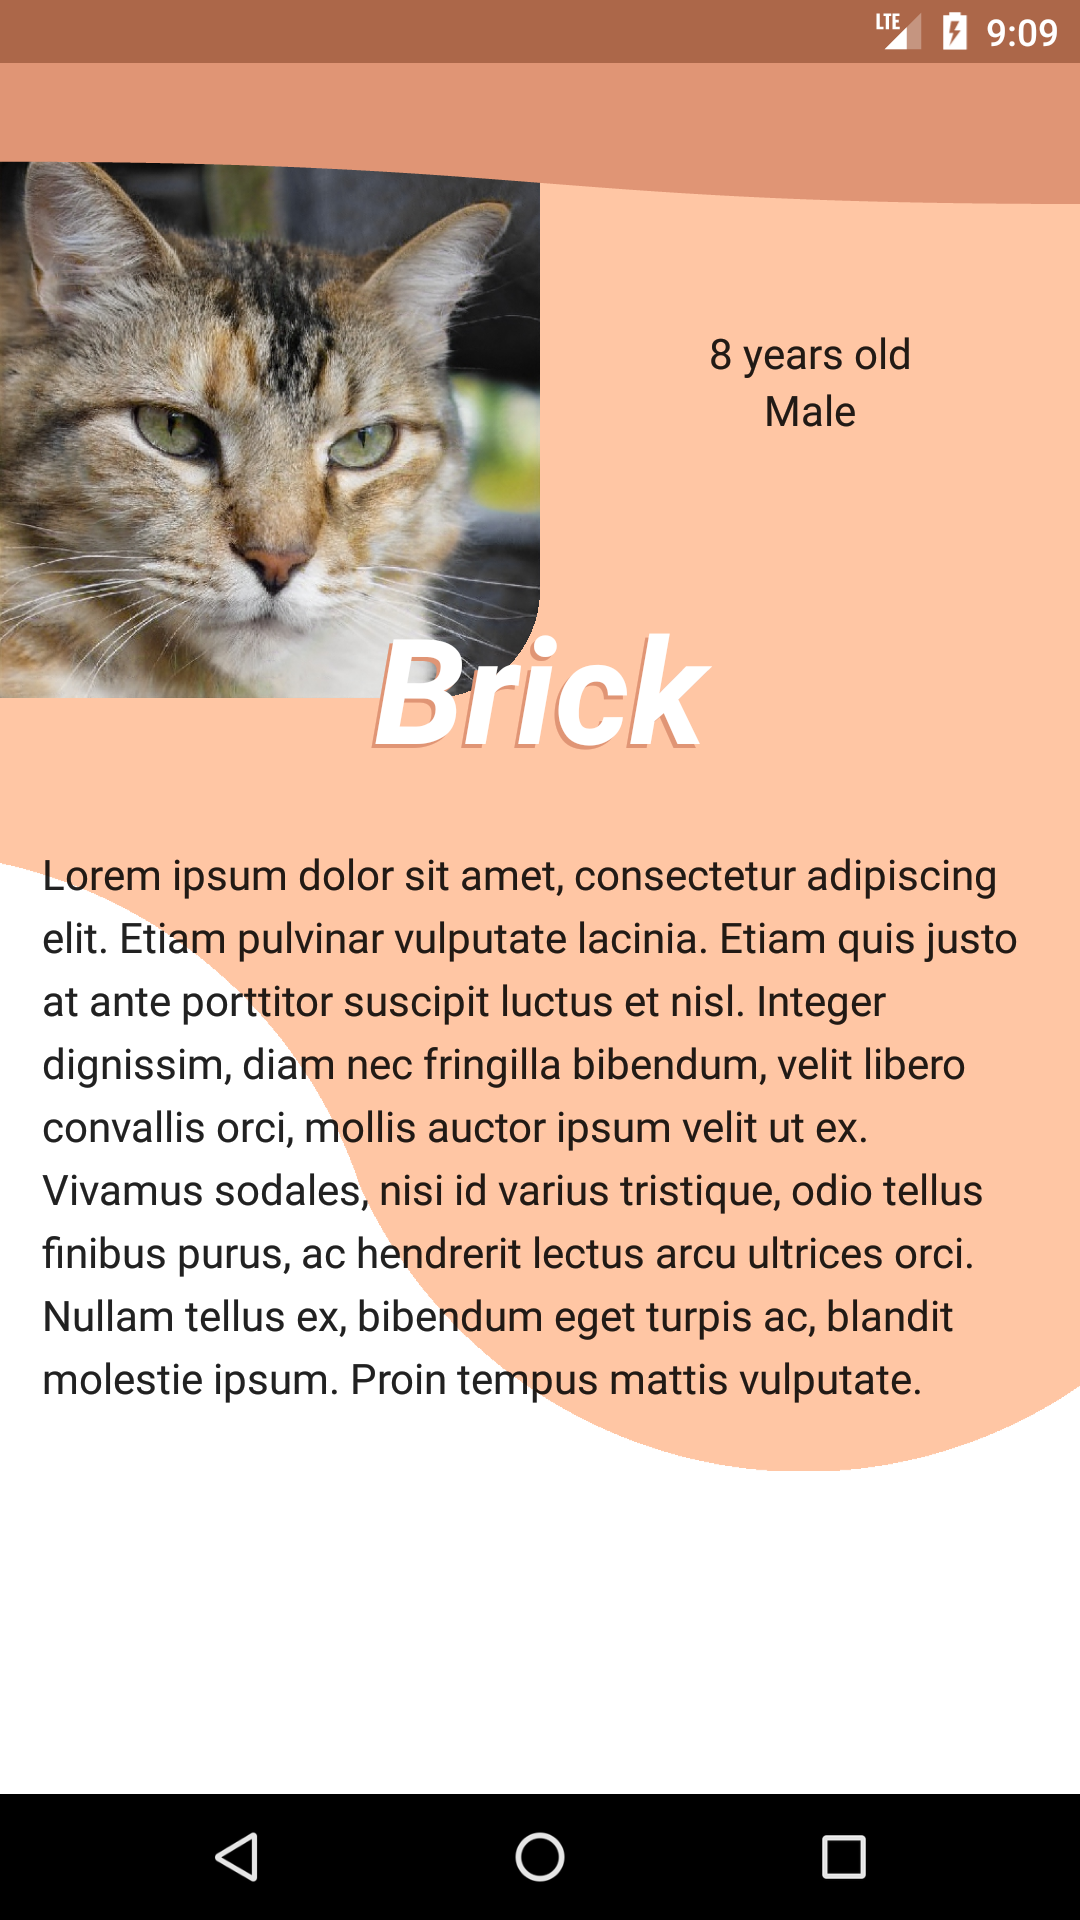 LTE 9:09
8 years old
Male
Brick
Lorem ipsum dolor sit amet, consectetur adipiscing
elit. Etiam pulvinar vulputate lacinia. Etiam quis justo
at ante porttitor suscipit luctus et nisl. Integer
dignissim, diam nec fringilla bibendum, velit libero
convallis orci, mollis auctor ipsum velit ut ex.
Vivamus sodales, nisi id varius tristique, odio tellus
finibus purus, ac hendrerit lectus arcu ultrices orci.
Nullam tellus ex, bibendum eget turpis ac, blandit
molestie ipsum. Proin tempus mattis vulputate.